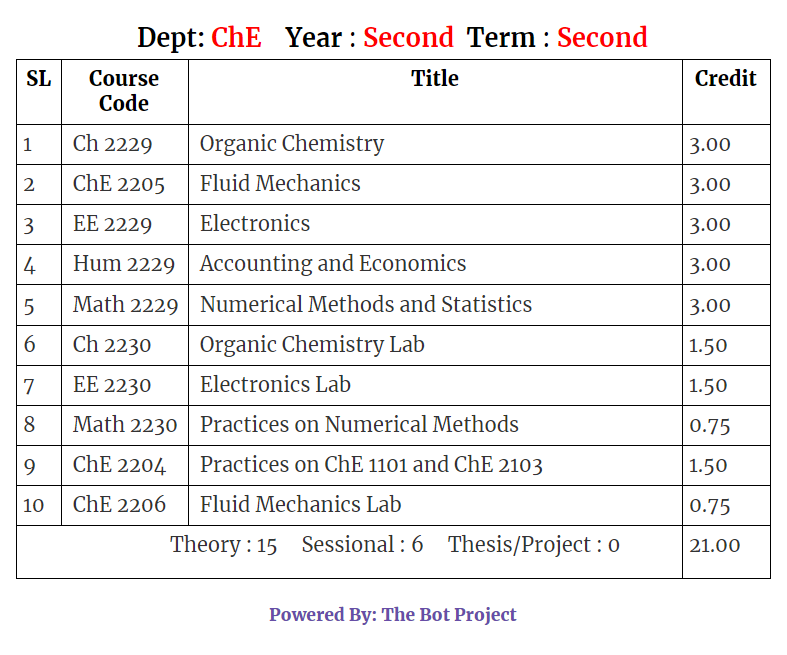 Dept: ChE Year : Second Term : Second
SL Course Code Title Credit
1 Ch 2229 Organic Chemistry 3.00
2 ChE 2205 Fluid Mechanics 3.00
3 EE 2229 Electronics 3.00
4 Hum 2229 Accounting and Economics 3.00
5 Math 2229 Numerical Methods and Statistics 3.00
6 Ch 2230 Organic Chemistry Lab 1.50
7 EE 2230 Electronics Lab 1.50
8 Math 2230 Practices on Numerical Methods 0.75
9 ChE 2204 Practices on ChE 1101 and ChE 2103 1.50
10 ChE 2206 Fluid Mechanics Lab 0.75
Theory : 15 Sessional : 6 Thesis/Project : 0 21.00
Powered By: The Bot Project